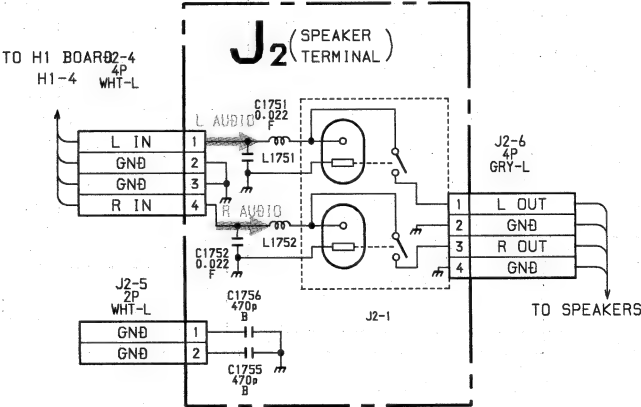 J2 (SPEAKER
TERMINAL)
TO H1 BOARD
H1-4
J2-4
4P
WHT-L
L AUDIO
C1751
0.022
F
L1751
L IN 1
GND 2
GND 3
R IN 4
R AUDIO
C1752
0.022
F
L1752
J2-6
4P
GRY-L
1 L OUT
2 GND
3 R OUT
4 GND
TO SPEAKERS
J2-1
J2-5
2P
WHT-L
GND 1
GND 2
C1756
470p
B
C1755
470p
B